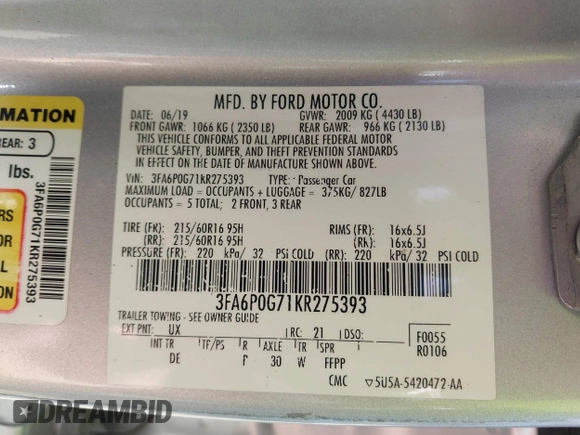 MFD. BY FORD MOTOR CO.
DATE: 06/19 GVWR: 2009 KG ( 4430 LB)
FRONT GAWR: 1066 KG ( 2350 LB) REAR GAWR: 966 KG ( 2130 LB)
THIS VEHICLE CONFORMS TO ALL APPLICABLE FEDERAL MOTOR
VEHICLE SAFETY, BUMPER, AND THEFT PREVENTION STANDARDS
IN EFFECT ON THE DATE OF MANUFACTURE SHOWN ABOVE.
VIN: 3FA6P0G71KR275393 TYPE: Passenger Car
MAXIMUM LOAD = OCCUPANTS + LUGGAGE = 375KG/ 827LB
OCCUPANTS = 5 TOTAL; 2 FRONT, 3 REAR
TIRE (FR): 215/60R16 95H RIMS (FR): 16x6.5J
(RR): 215/60R16 95H (RR): 16x6.5J
PRESSURE (FR): 220 kPa/ 32 PSI COLD (RR): 220 kPa/ 32 PSI COLD
3FA6P0G71KR275393
TRAILER TOWING - SEE OWNER GUIDE
EXT PNT: UX RC: 21 DSO: F0055
INT TR TP/PS R AXLE TR SPR R0106
DE 30 W FFPP
CMC 5U5A-5420472-AA
RMATION
REAR: 3
lbs.
RS
OR
3FA6P0G71KR275393
DREAMBID